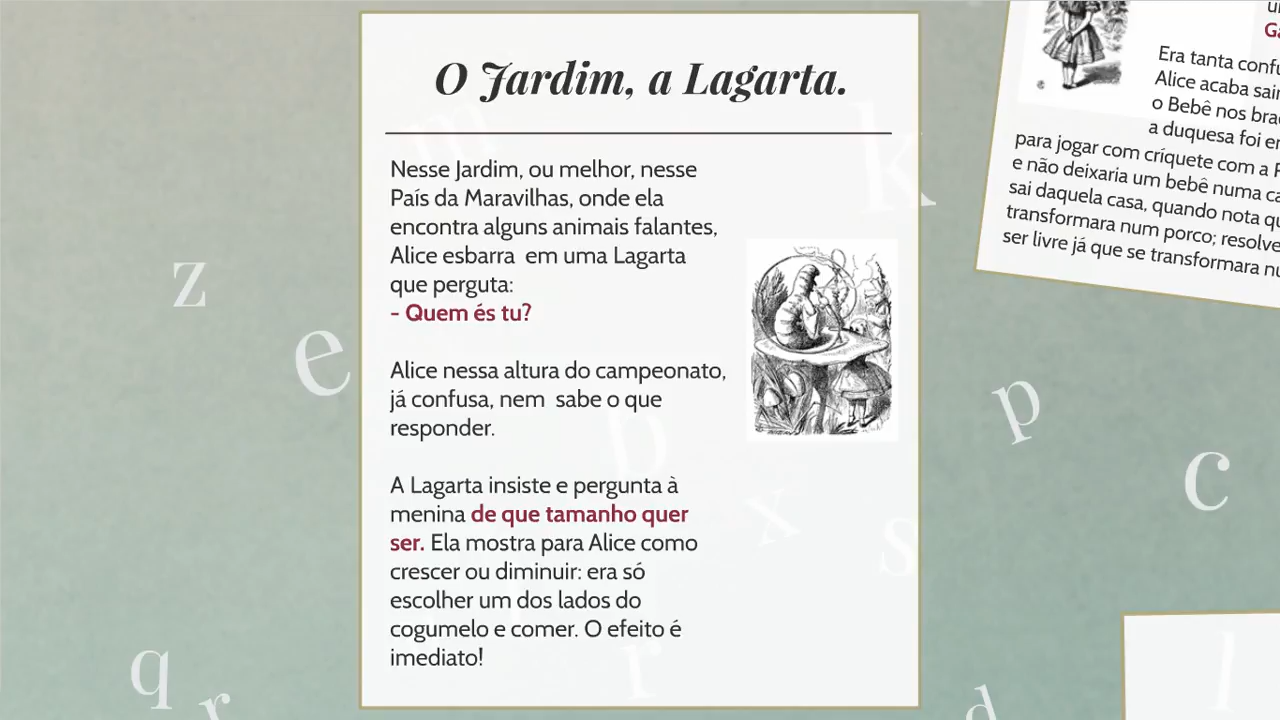 O Jardim, a Lagarta.
Nesse Jardim, ou melhor, nesse
País da Maravilhas, onde ela
encontra alguns animais falantes,
Alice esbarra em uma Lagarta
que perguta:
- Quem és tu?
Alice nessa altura do campeonato,
já confusa, nem sabe o que
responder.
A Lagarta insiste e pergunta à
menina de que tamanho quer
ser. Ela mostra para Alice como
crescer ou diminuir: era só
escolher um dos lados do
cogumelo e comer. O efeito é
imediato!
Era tanta
Alice acaba
o Bebê nos
a duquesa foi
para jogar com críquete com a
e não deixaria um bebê numa
sai daquela casa, quando nota
transformara num porco; resolve
ser livre já que se transformara
z
e
m
k
b
p
c
x
s
q
r
r
d
l